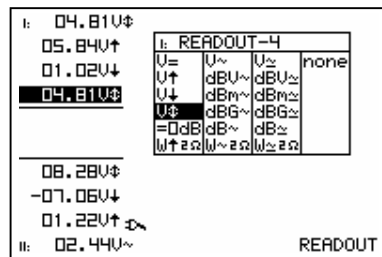 I: 04.81V⇕
05.84V↑
01.02V↓
04.81V⇕
I: READOUT-4
V= V~ V≃ none
V↑ dBV~ dBV≃
V↓ dBm~ dBm≃
V⇕ dBG~ dBG≃
=0dB dB~ dB≃
W↑2Ω W~2Ω W≃2Ω
08.28V⇕
-07.06V↓
01.22V↑
II: 02.44V~ READOUT